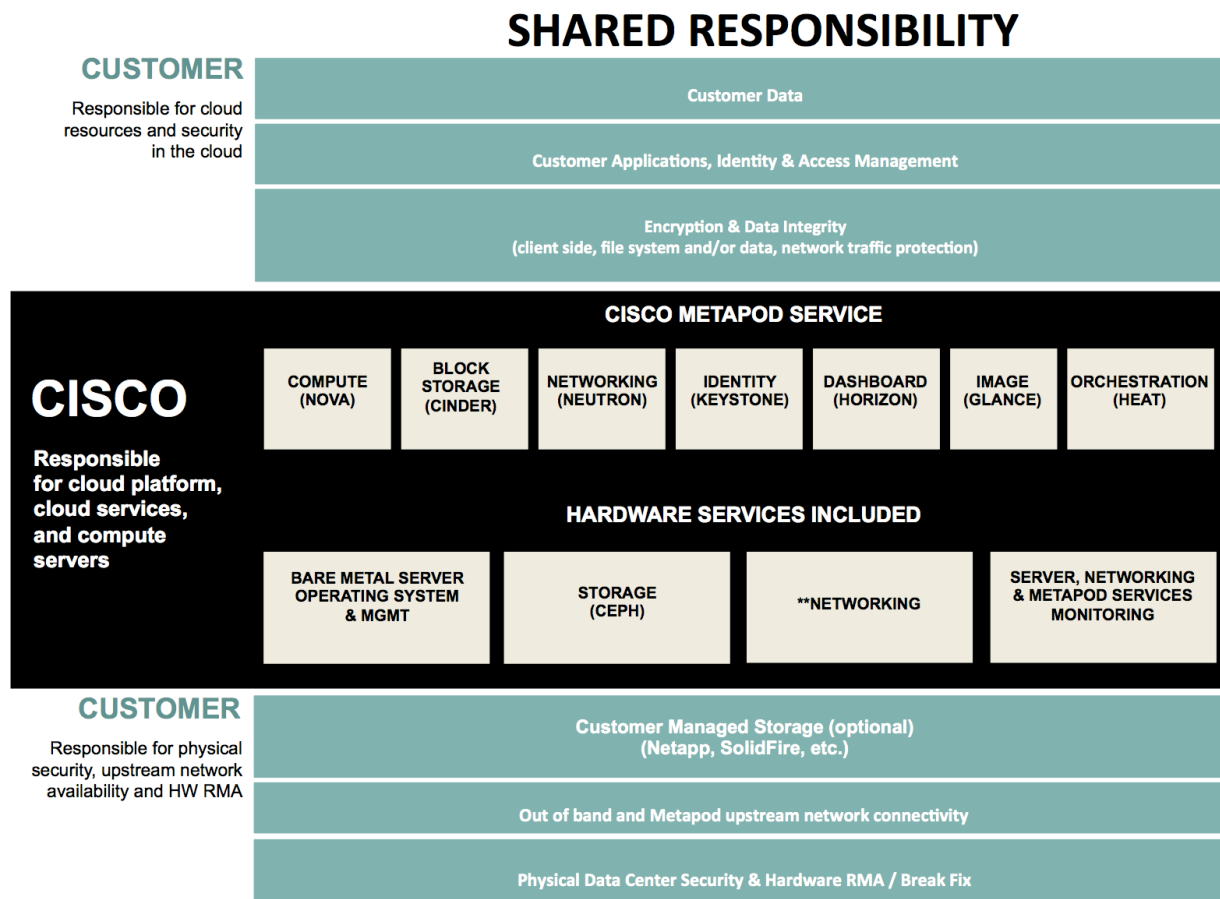 SHARED RESPONSIBILITY
CUSTOMER
Responsible for cloud
resources and security
in the cloud
Customer Data
Customer Applications, Identity & Access Management
Encryption & Data Integrity
(client side, file system and/or data, network traffic protection)
CISCO
Responsible
for cloud platform,
cloud services,
and compute
servers
CISCO METAPOD SERVICE
COMPUTE
(NOVA)
BLOCK
STORAGE
(CINDER)
NETWORKING
(NEUTRON)
IDENTITY
(KEYSTONE)
DASHBOARD
(HORIZON)
IMAGE
(GLANCE)
ORCHESTRATION
(HEAT)
HARDWARE SERVICES INCLUDED
BARE METAL SERVER
OPERATING SYSTEM
& MGMT
STORAGE
(CEPH)
**NETWORKING
SERVER, NETWORKING
& METAPOD SERVICES
MONITORING
CUSTOMER
Responsible for physical
security, upstream network
availability and HW RMA
Customer Managed Storage (optional)
(Netapp, SolidFire, etc.)
Out of band and Metapod upstream network connectivity
Physical Data Center Security & Hardware RMA / Break Fix